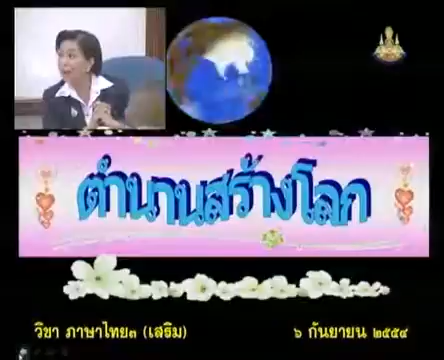 ตำนานสร้างโลก
วิขา ภาษาไทย๓ (เสริม)
๖ กันยายน ๒๕๕๔